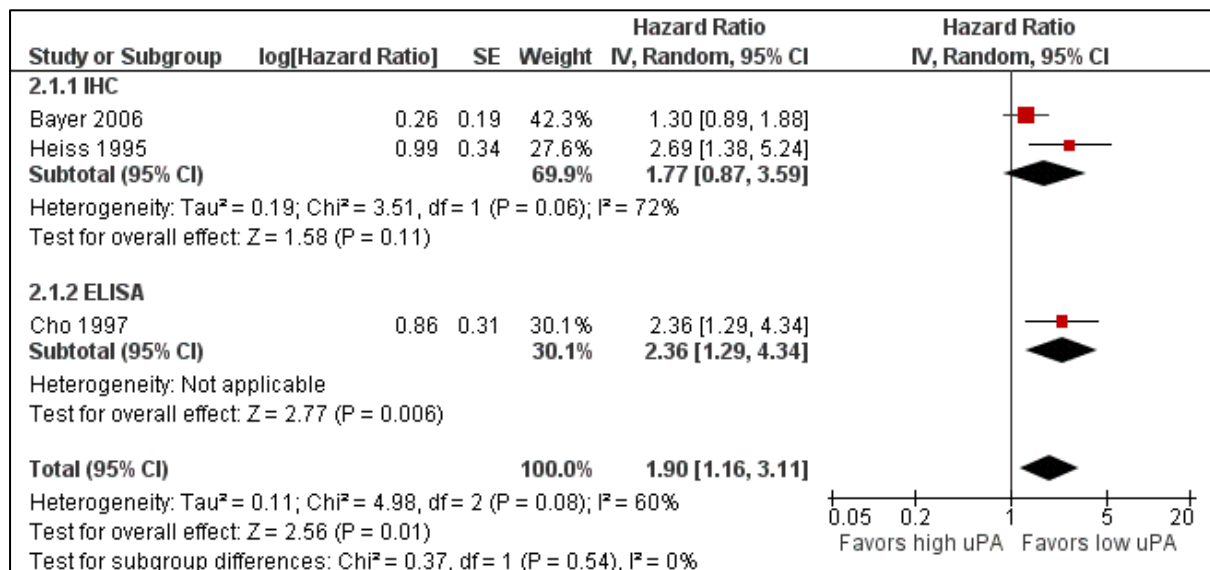 Hazard Ratio Hazard Ratio
Study or Subgroup log[Hazard Ratio] SE Weight IV, Random, 95% CI IV, Random, 95% CI
2.1.1 IHC
Bayer 2006 0.26 0.19 42.3% 1.30 [0.89, 1.88]
Heiss 1995 0.99 0.34 27.6% 2.69 [1.38, 5.24]
Subtotal (95% CI) 69.9% 1.77 [0.87, 3.59]
Heterogeneity: Tau² = 0.19; Chi² = 3.51, df = 1 (P = 0.06); I² = 72%
Test for overall effect: Z = 1.58 (P = 0.11)
2.1.2 ELISA
Cho 1997 0.86 0.31 30.1% 2.36 [1.29, 4.34]
Subtotal (95% CI) 30.1% 2.36 [1.29, 4.34]
Heterogeneity: Not applicable
Test for overall effect: Z = 2.77 (P = 0.006)
Total (95% CI) 100.0% 1.90 [1.16, 3.11]
Heterogeneity: Tau² = 0.11; Chi² = 4.98, df = 2 (P = 0.08); I² = 60%
Test for overall effect: Z = 2.56 (P = 0.01)
Test for subgroup differences: Chi² = 0.37, df = 1 (P = 0.54), I² = 0%
0.05 0.2 1 5 20
Favors high uPA Favors low uPA